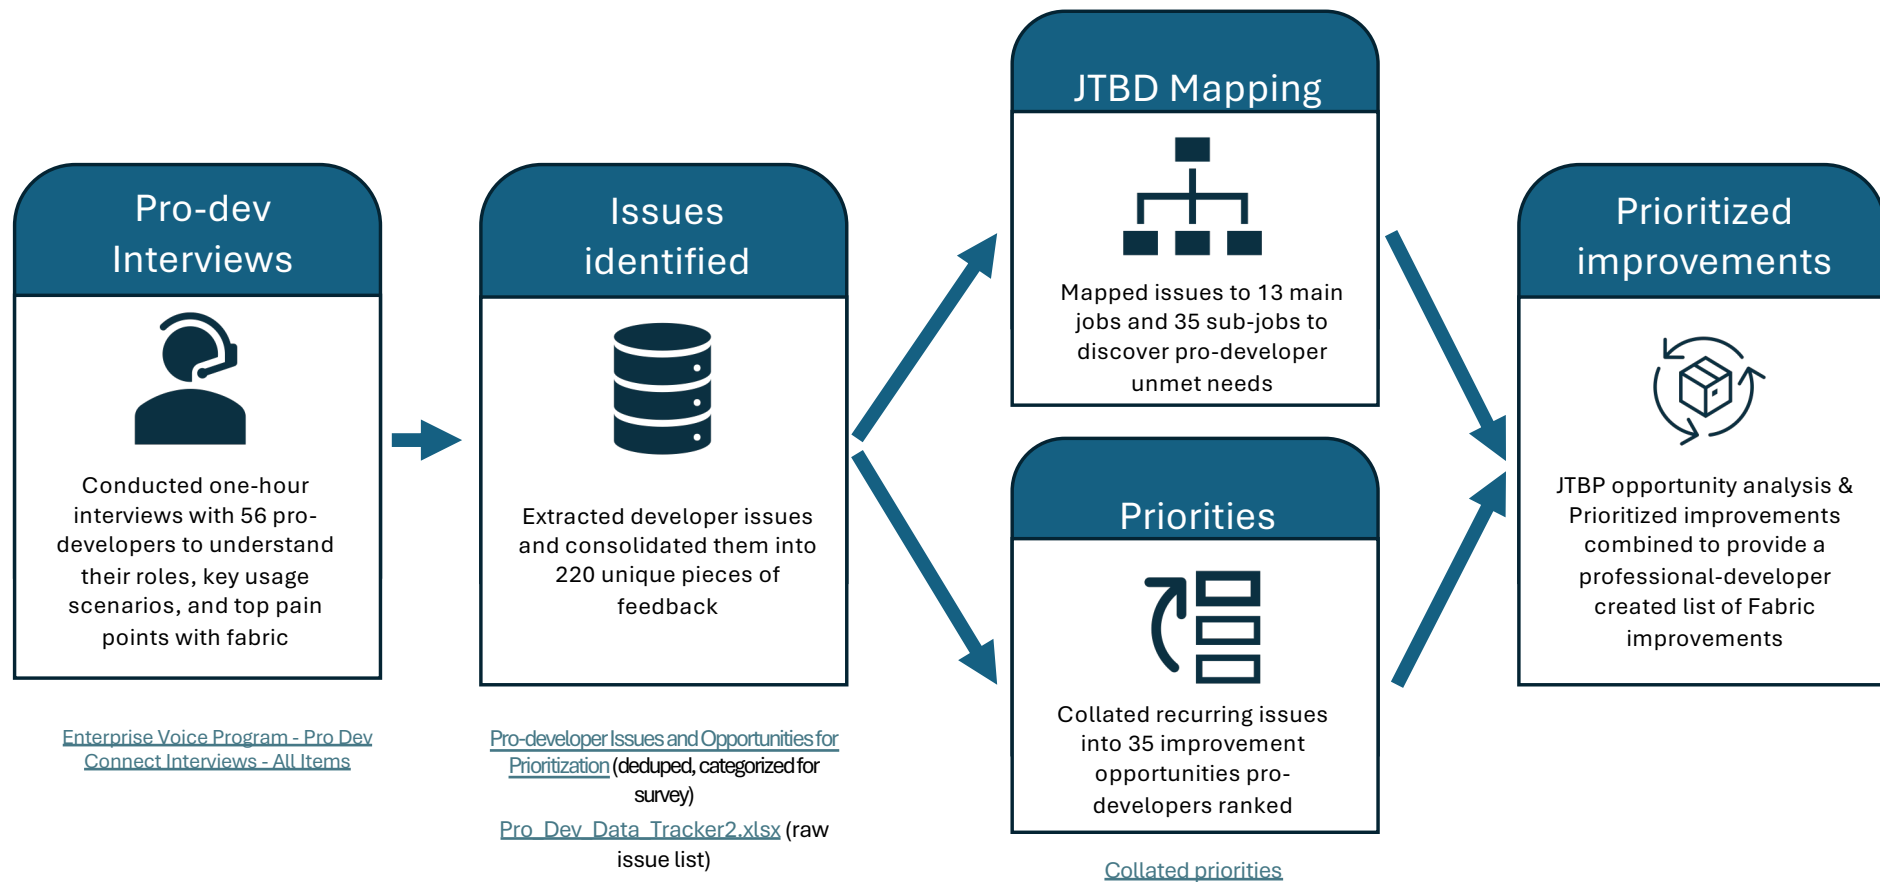 Pro-dev
Interviews
Conducted one-hour
interviews with 56 pro-
developers to understand
their roles, key usage
scenarios, and top pain
points with fabric
Enterprise Voice Program - Pro Dev
Connect Interviews - All Items
Issues
identified
Extracted developer issues
and consolidated them into
220 unique pieces of
feedback
Pro-developer Issues and Opportunities for
Prioritization (deduped, categorized for
survey)
Pro_Dev_Data_Tracker2.xlsx (raw
issue list)
JTBD Mapping
Mapped issues to 13 main
jobs and 35 sub-jobs to
discover pro-developer
unmet needs
Priorities
Collated recurring issues
into 35 improvement
opportunities pro-
developers ranked
Collated priorities
Prioritized
improvements
JTBP opportunity analysis &
Prioritized improvements
combined to provide a
professional-developer
created list of Fabric
improvements